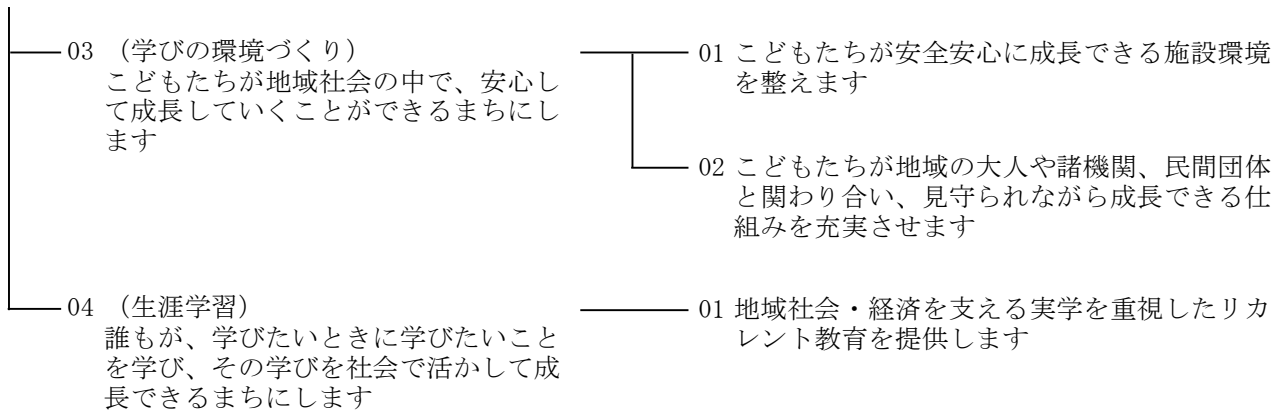 03 （学びの環境づくり）
こどもたちが地域社会の中で、安心し
て成長していくことができるまちにし
ます
01 こどもたちが安全安心に成長できる施設環境
を整えます
02 こどもたちが地域の大人や諸機関、民間団体
と関わり合い、見守られながら成長できる仕
組みを充実させます
04 （生涯学習）
誰もが、学びたいときに学びたいこと
を学び、その学びを社会で活かして成
長できるまちにします
01 地域社会・経済を支える実学を重視したリカ
レント教育を提供します